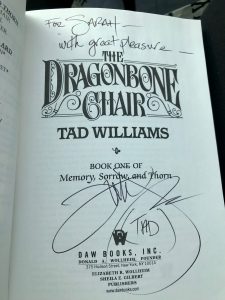 FOR SARAH -
with great pleasure -
THE
DRAGONBONE
CHAIR
TAD WILLIAMS
BOOK ONE OF
Memory, Sorrow, and Thorn
(TAD)
DAW BOOKS, INC.
DONALD A. WOLLHEIM, FOUNDER
375 Hudson Street, New York, NY 10014
ELIZABETH R. WOLLHEIM
SHEILA E. GILBERT
PUBLISHERS
www.dawbooks.com